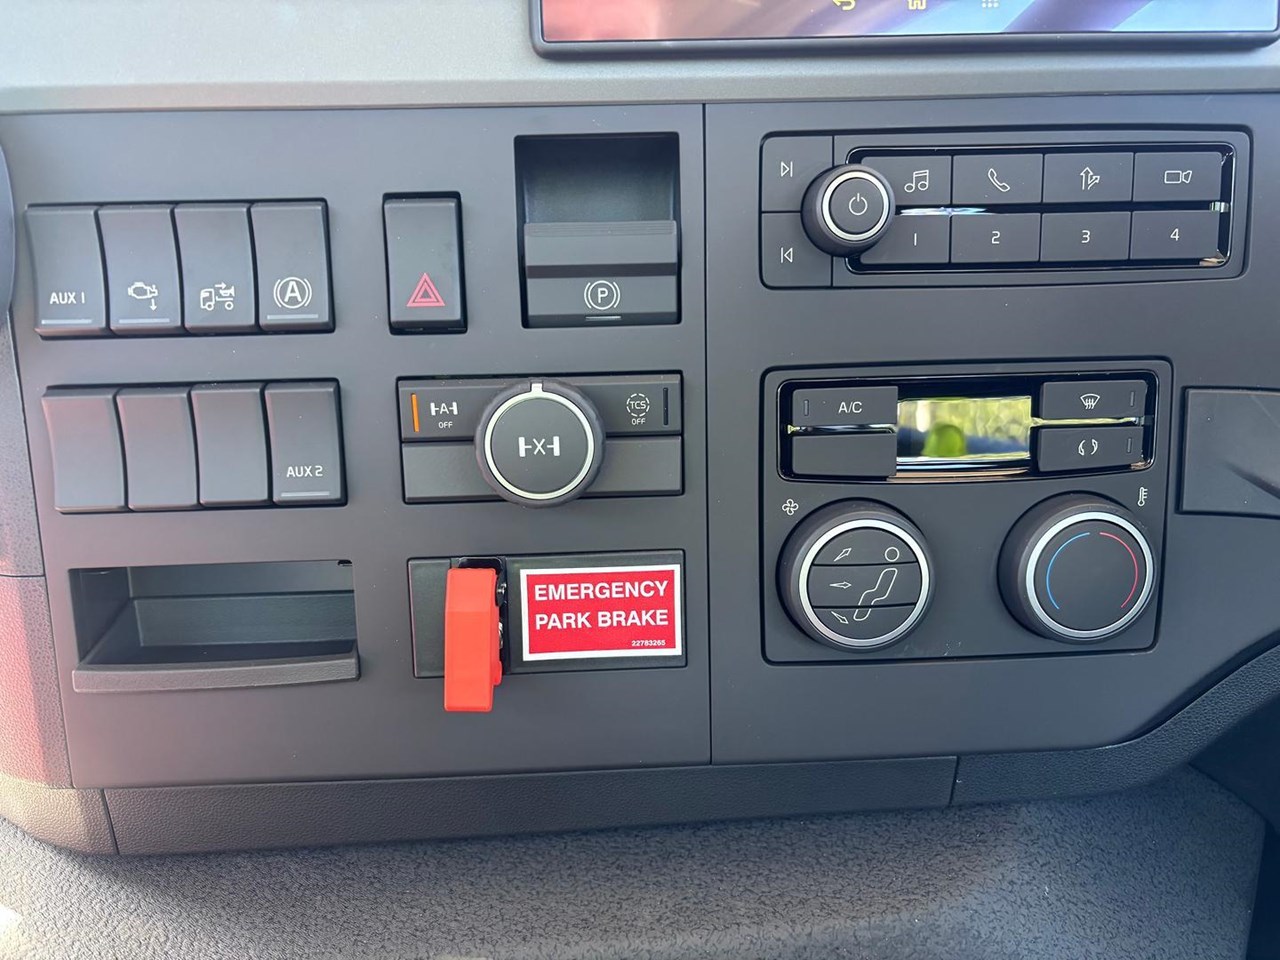 AUX 1
A
P
1
2
3
4
A
OFF
X
TCS
OFF
A/C
AUX 2
EMERGENCY
PARK BRAKE
22783265